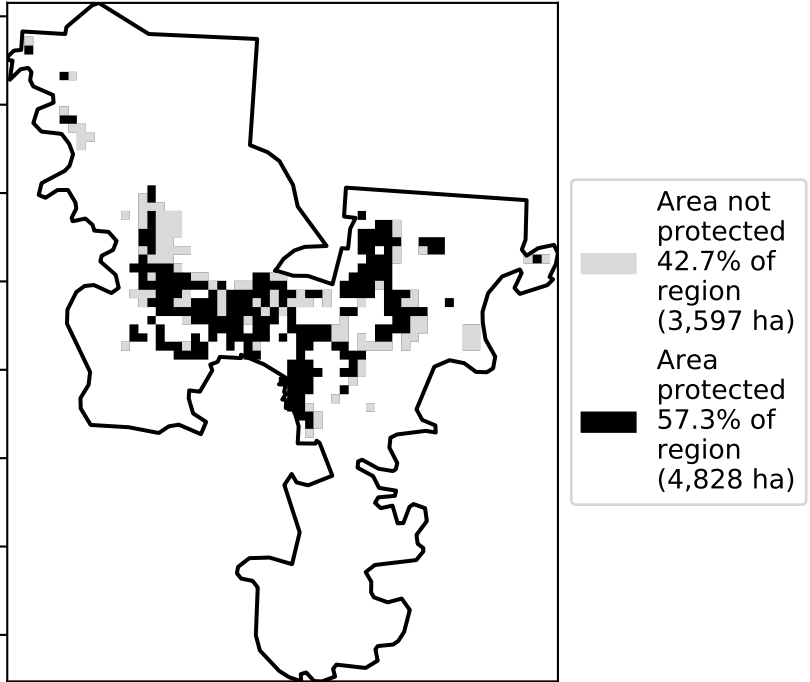 Area not
protected
42.7% of
region
(3,597 ha)
Area
protected
57.3% of
region
(4,828 ha)